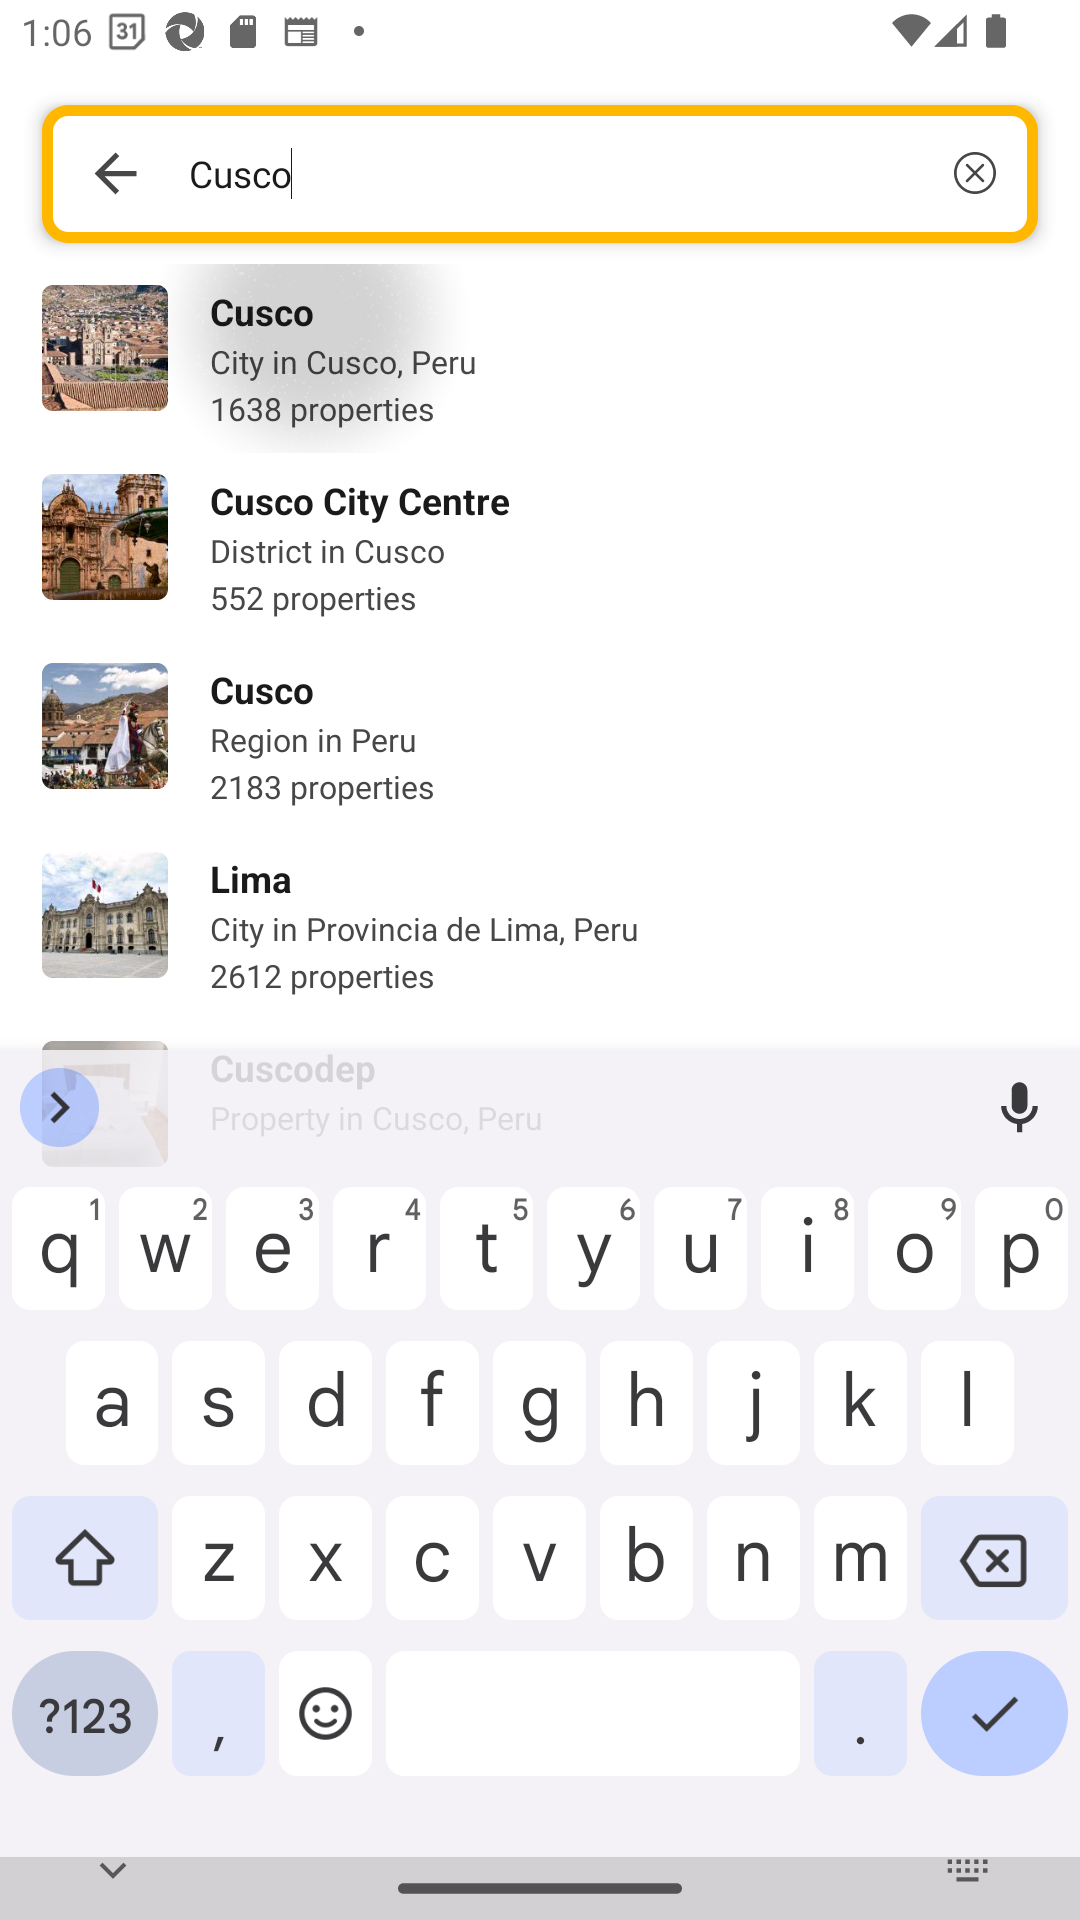 1:06
31
Cusco
Cusco
City in Cusco, Peru
1638 properties
Cusco City Centre
District in Cusco
552 properties
Cusco
Region in Peru
2183 properties
Lima
City in Provincia de Lima, Peru
2612 properties
Cuscodep
Property in Cusco, Peru
1 2 3 4 5 6 7 8 9 0
q w e r t y u i o p
a s d f g h j k l
z x c v b n m
?123 , .